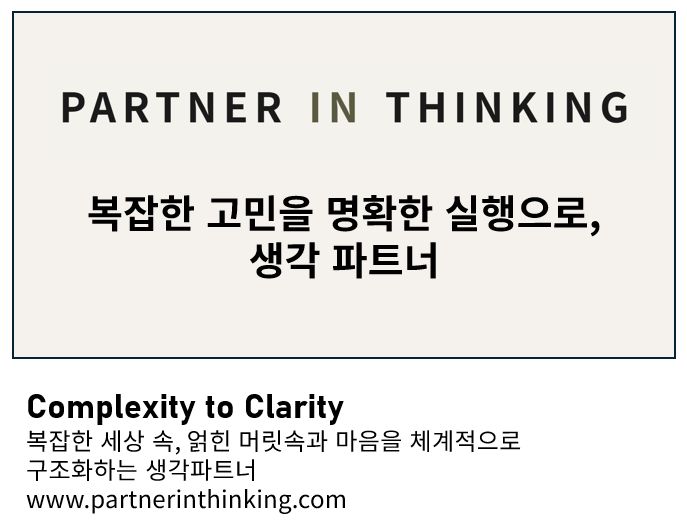 PARTNER IN THINKING
복잡한 고민을 명확한 실행으로,
생각 파트너
Complexity to Clarity
복잡한 세상 속, 얽힌 머릿속과 마음을 체계적으로
구조화하는 생각파트너
www.partnerinthinking.com